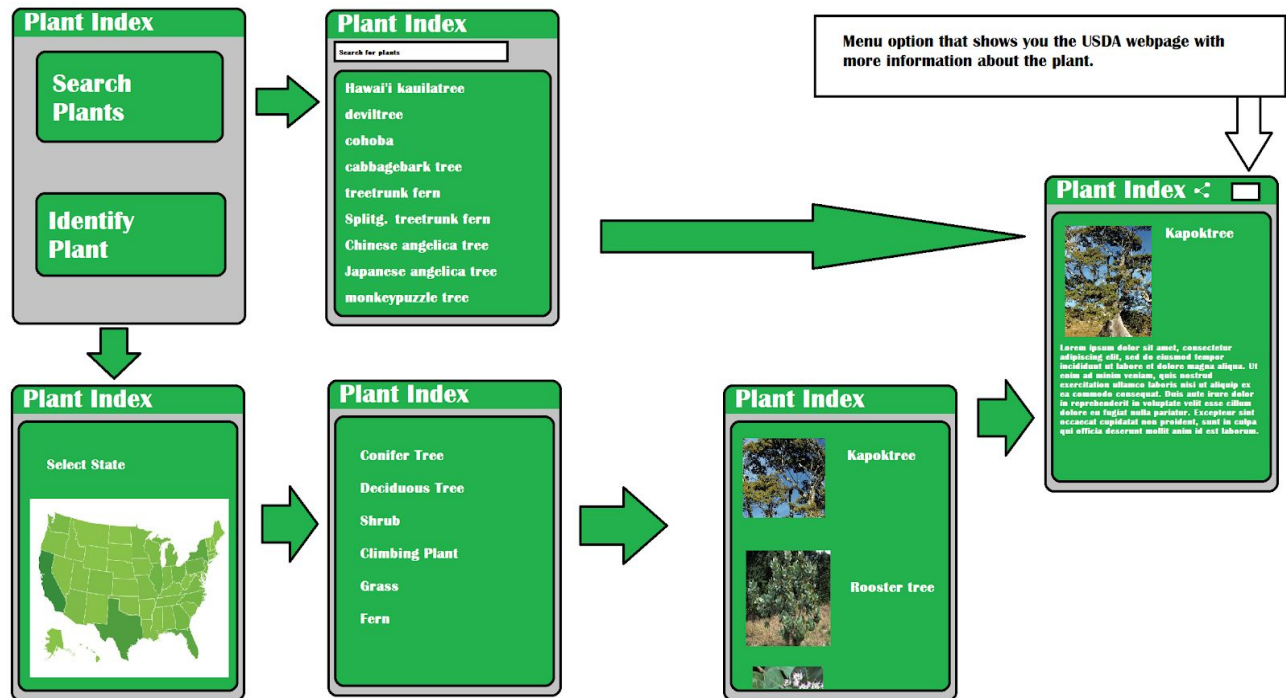 Plant Index
Search
Plants
Identify
Plant
Plant Index
Search for plants
Hawai'i kauilatree
deviltree
cohoba
cabbagebark tree
treetrunk fern
Splitg. treetrunk fern
Chinese angelica tree
Japanese angelica tree
monkeypuzzle tree
Menu option that shows you the USDA webpage with
more information about the plant.
Plant Index
Kapoktree
Lorem ipsum dolor sit amet, consectetur
adipiscing elit, sed do eiusmod tempor
incididunt ut labore et dolore magna aliqua. Ut
enim ad minim veniam, quis nostrud
exercitation ullamco laboris nisi ut aliquip ex
ea commodo consequat. Duis aute irure dolor
in reprehenderit in voluptate velit esse cillum
dolore eu fugiat nulla pariatur. Excepteur sint
occaecat cupidatat non proident, sunt in culpa
qui officia deserunt mollit anim id est laborum.
Plant Index
Select State
Plant Index
Conifer Tree
Deciduous Tree
Shrub
Climbing Plant
Grass
Fern
Plant Index
Kapoktree
Rooster tree